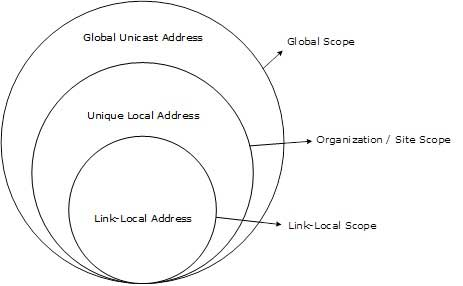 Global Unicast Address
Global Scope
Unique Local Address
Organization / Site Scope
Link-Local Address
Link-Local Scope